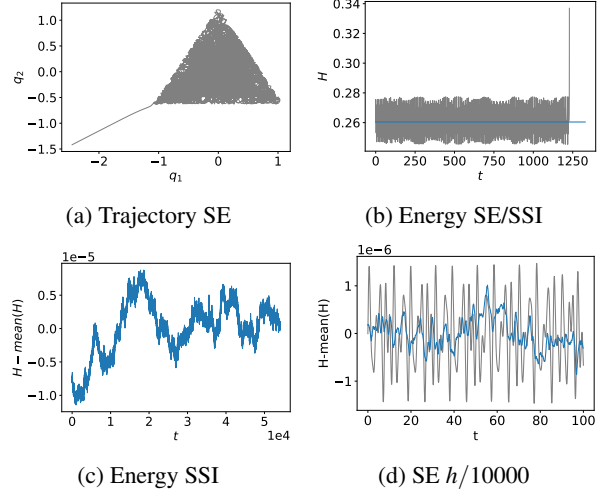 1.0
0.5
0.0
−0.5
−1.0
−1.5
q₂
−2
−1
0
1
q₁
(a) Trajectory SE
0.34
0.32
0.30
0.28
0.26
0.24
H
0
250
500
750
1000
1250
t
(b) Energy SE/SSI
1e−5
0.5
0.0
−0.5
−1.0
H − mean(H)
0
1
2
3
4
5
1e4
t
(c) Energy SSI
1e−6
1
0
−1
H-mean(H)
0
20
40
60
80
100
t
(d) SE h/10000